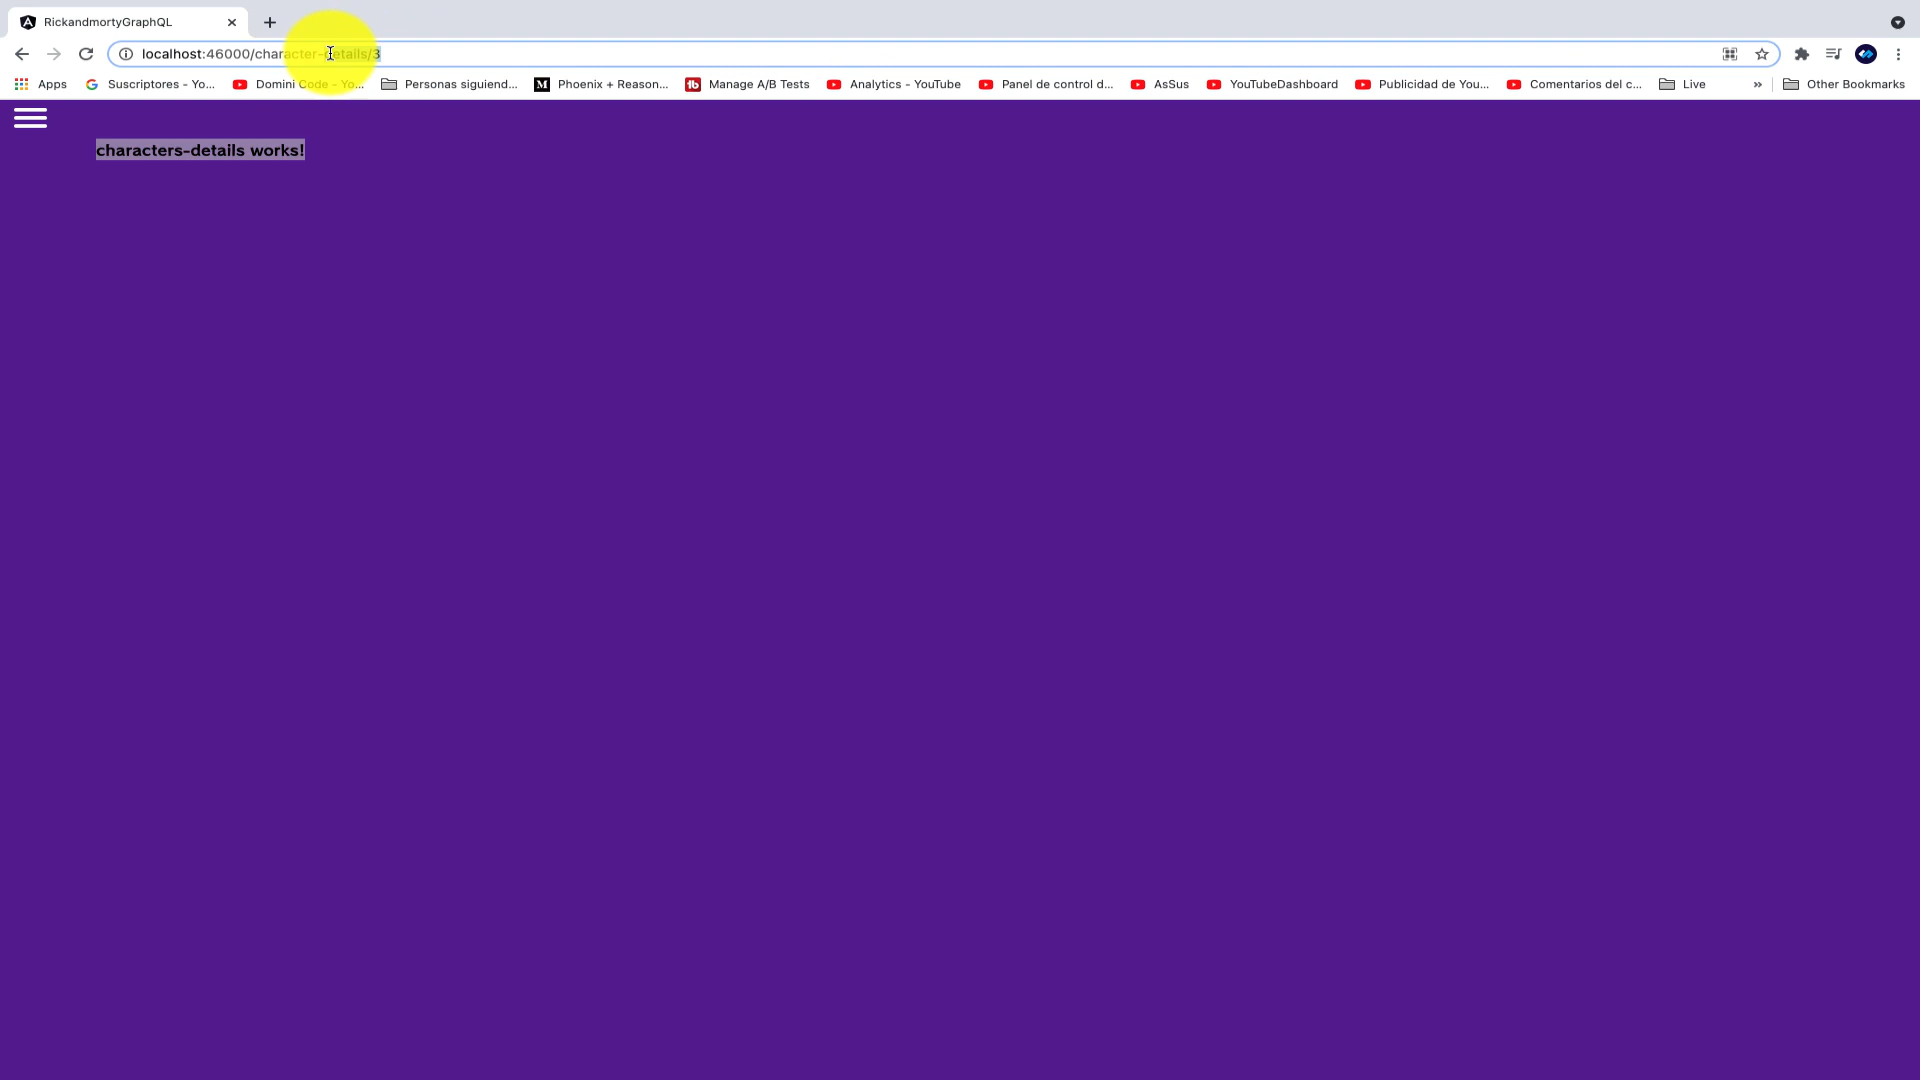 RickandmortyGraphQL
localhost:46000/character-details/3
Apps Suscriptores - Yo... Domini Code - Yo... Personas siguiend... M Phoenix + Reason... tb Manage A/B Tests Analytics - YouTube Panel de control d... AsSus YouTubeDashboard Publicidad de You... Comentarios del c... Live » Other Bookmarks
characters-details works!